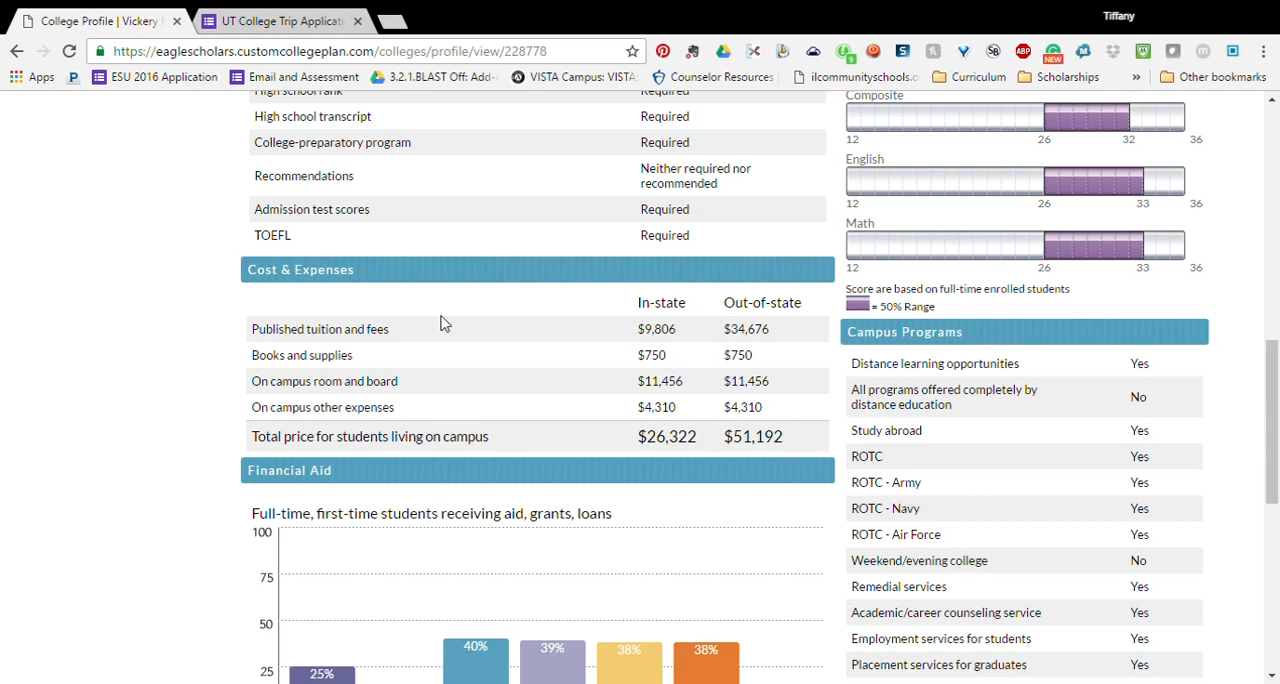 Tiffany
College Profile | Vickery
UT College Trip Applicati
https://eaglescholars.customcollegeplan.com/colleges/profile/view/228778
Apps
ESU 2016 Application
Email and Assessment
3.2.1.BLAST Off: Add-
VISTA Campus: VISTA
Counselor Resources
ilcommunityschools.o
Curriculum
Scholarships
»
Other bookmarks
9
ABP
NEW
High school rank Required
High school transcript Required
College-preparatory program Required
Recommendations Neither required nor
recommended
Admission test scores Required
TOEFL Required
Cost & Expenses
In-state Out-of-state
Published tuition and fees $9,806 $34,676
Books and supplies $750 $750
On campus room and board $11,456 $11,456
On campus other expenses $4,310 $4,310
Total price for students living on campus $26,322 $51,192
Financial Aid
Full-time, first-time students receiving aid, grants, loans
100
75
50
25
25%
40%
39%
38%
38%
Composite
12 26 32 36
English
12 26 33 36
Math
12 26 33 36
Score are based on full-time enrolled students
= 50% Range
Campus Programs
Distance learning opportunities Yes
All programs offered completely by
distance education No
Study abroad Yes
ROTC Yes
ROTC - Army Yes
ROTC - Navy Yes
ROTC - Air Force Yes
Weekend/evening college No
Remedial services Yes
Academic/career counseling service Yes
Employment services for students Yes
Placement services for graduates Yes